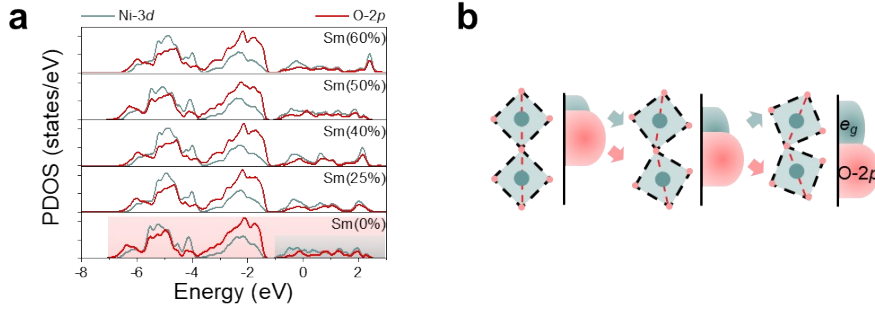 a
Ni-3d
O-2p
Sm(60%)
Sm(50%)
Sm(40%)
Sm(25%)
Sm(0%)
PDOS (states/eV)
-8 -6 -4 -2 0 2
Energy (eV)
b
eg
O-2p